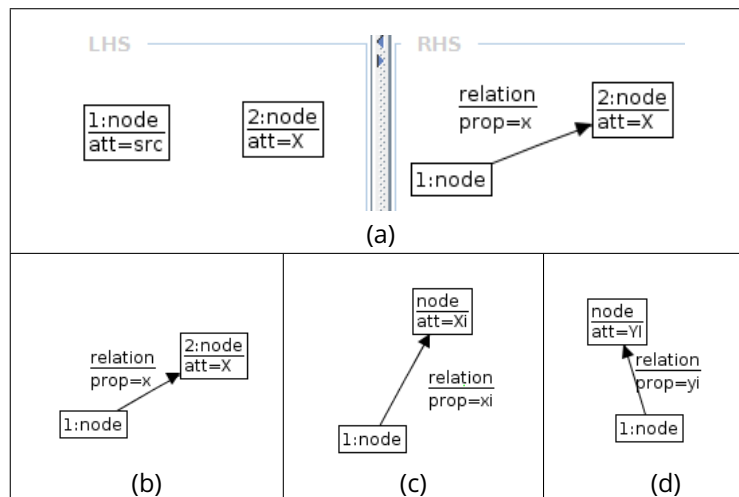 LHS
RHS
1:node
att=src
2:node
att=X
relation
prop=x
2:node
att=X
1:node
(a)
relation
prop=x
2:node
att=X
1:node
(b)
node
att=Xi
relation
prop=xi
1:node
(c)
node
att=YI
relation
prop=yi
1:node
(d)